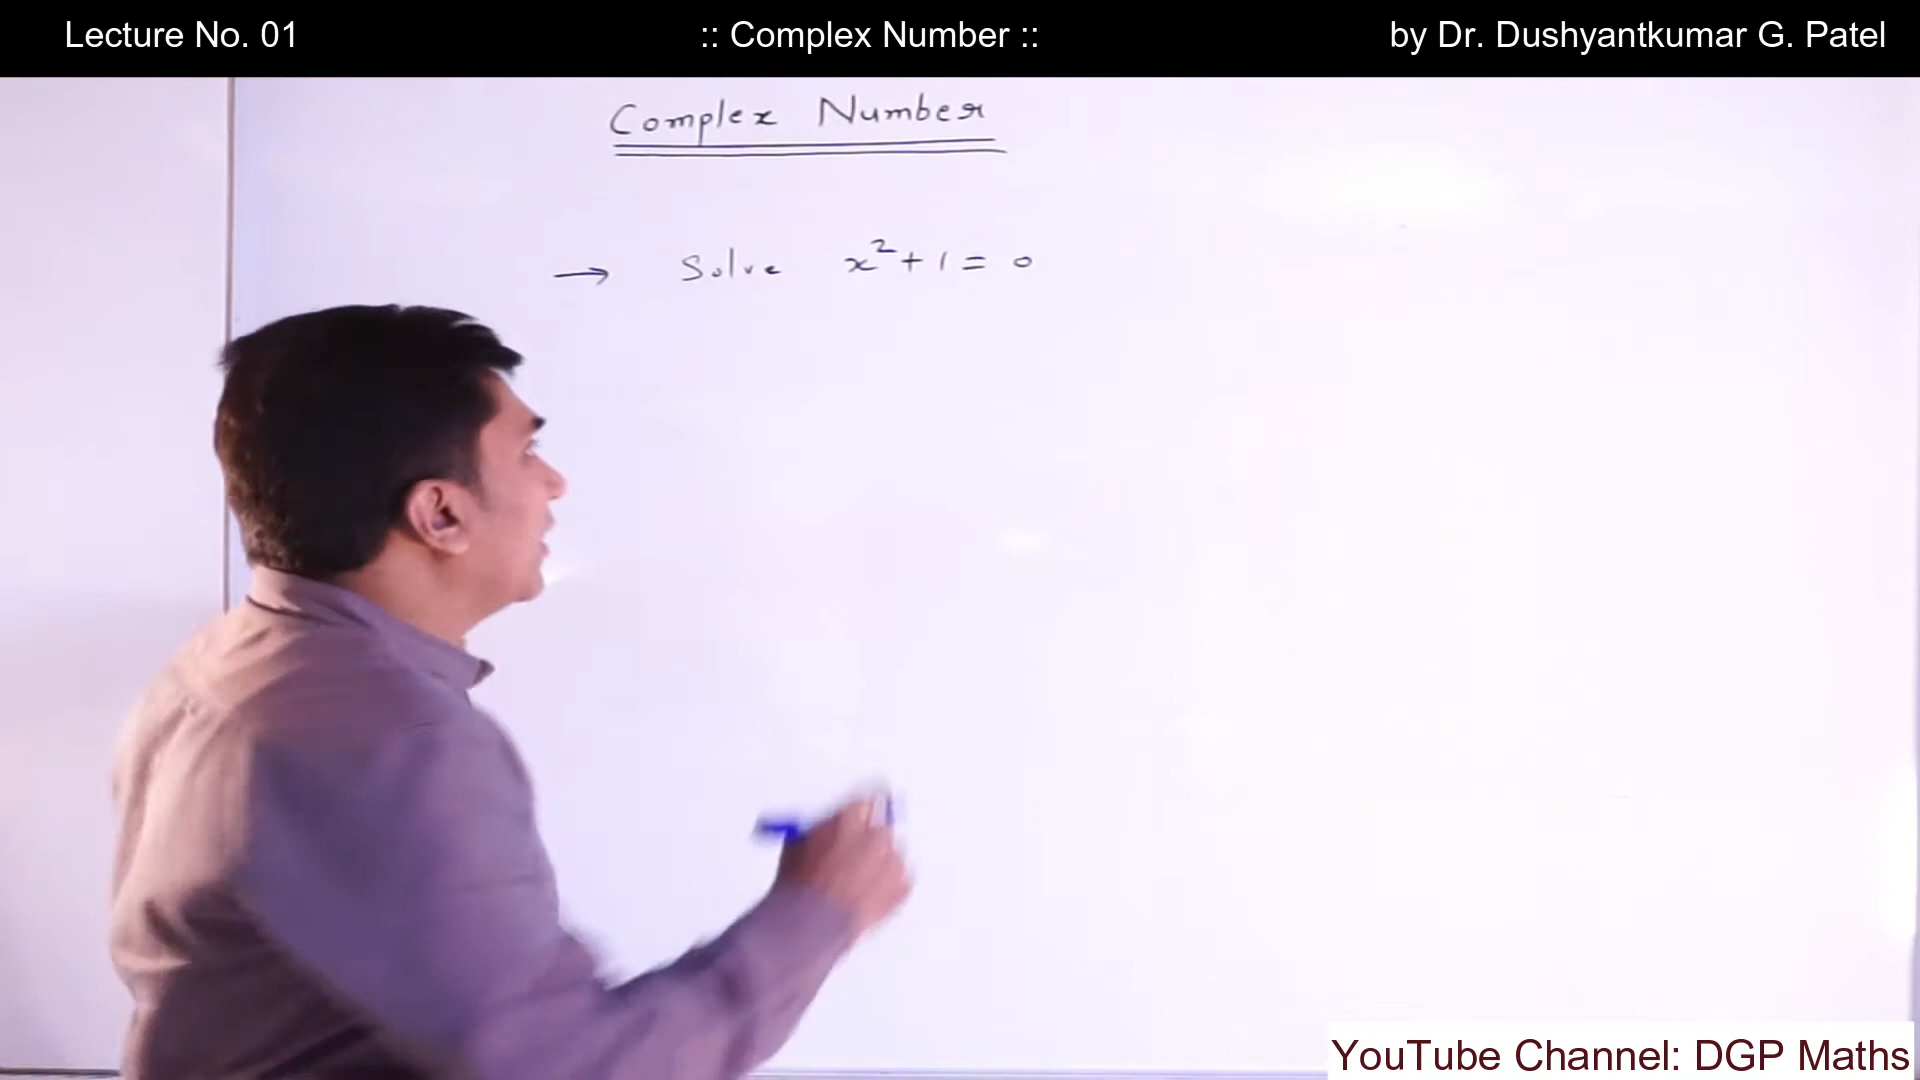 Lecture No. 01 :: Complex Number :: by Dr. Dushyantkumar G. Patel
Complex Number
→ Solve x²+1=0
YouTube Channel: DGP Maths